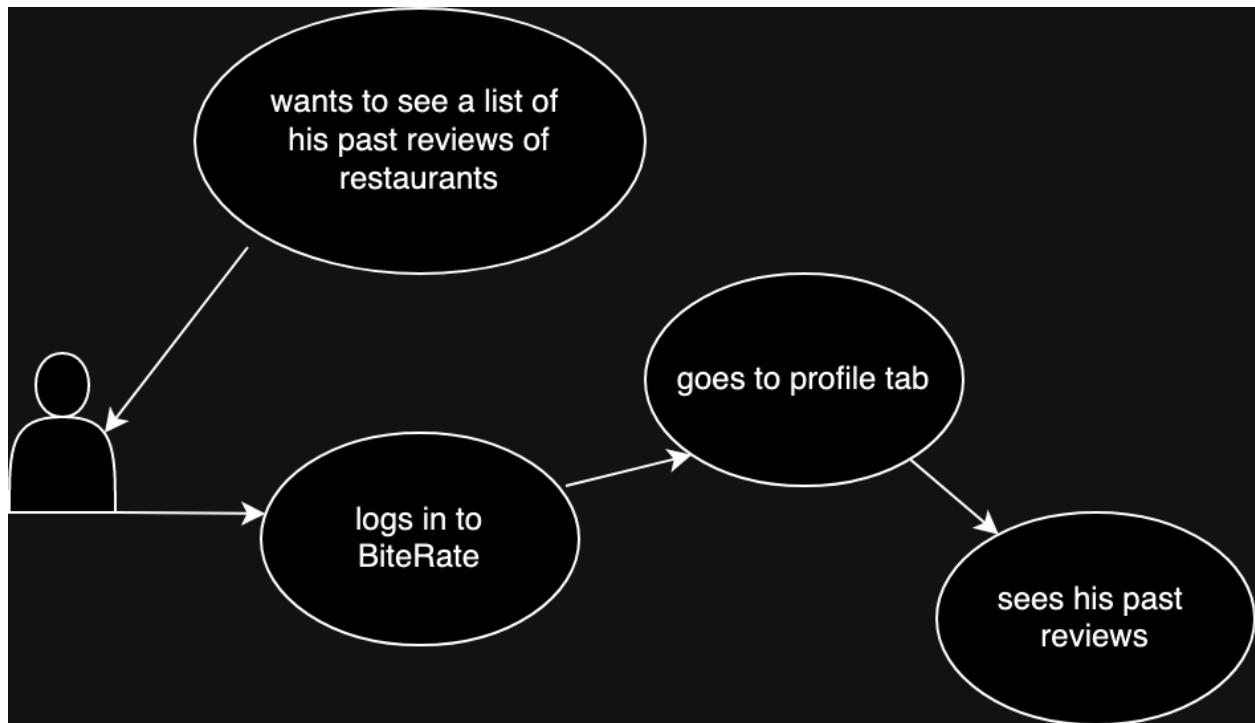 wants to see a list of
his past reviews of
restaurants
goes to profile tab
logs in to
BiteRate
sees his past
reviews